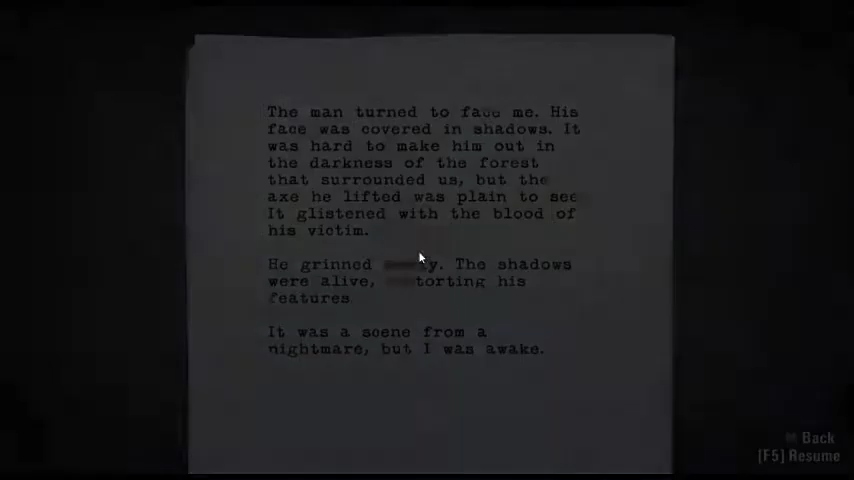 The man turned to face me. His
face was covered in shadows. It
was hard to make him out in
the darkness of the forest
that surrounded us, but the
axe he lifted was plain to see
It glistened with the blood of
his victim.
He grinned The shadows
were alive, his
features
It was a scene from a
nightmare, but I was awake.
Back
[F5] Resume